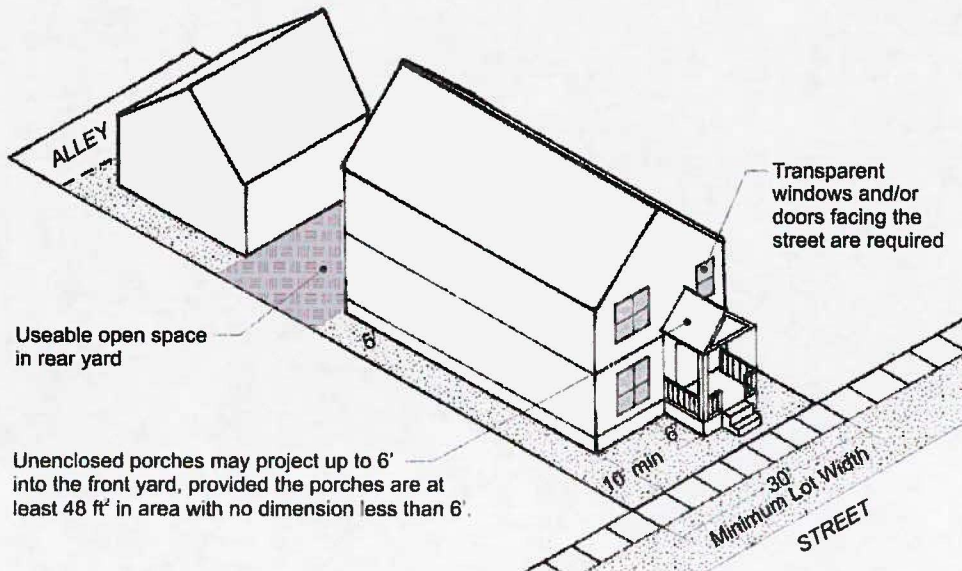 ALLEY
Transparent
windows and/or
doors facing the
street are required
Useable open space
in rear yard
6'
Unenclosed porches may project up to 6'
into the front yard, provided the porches are at
least 48 ft² in area with no dimension less than 6'.
6'
10' min
30'
Minimum Lot Width
STREET